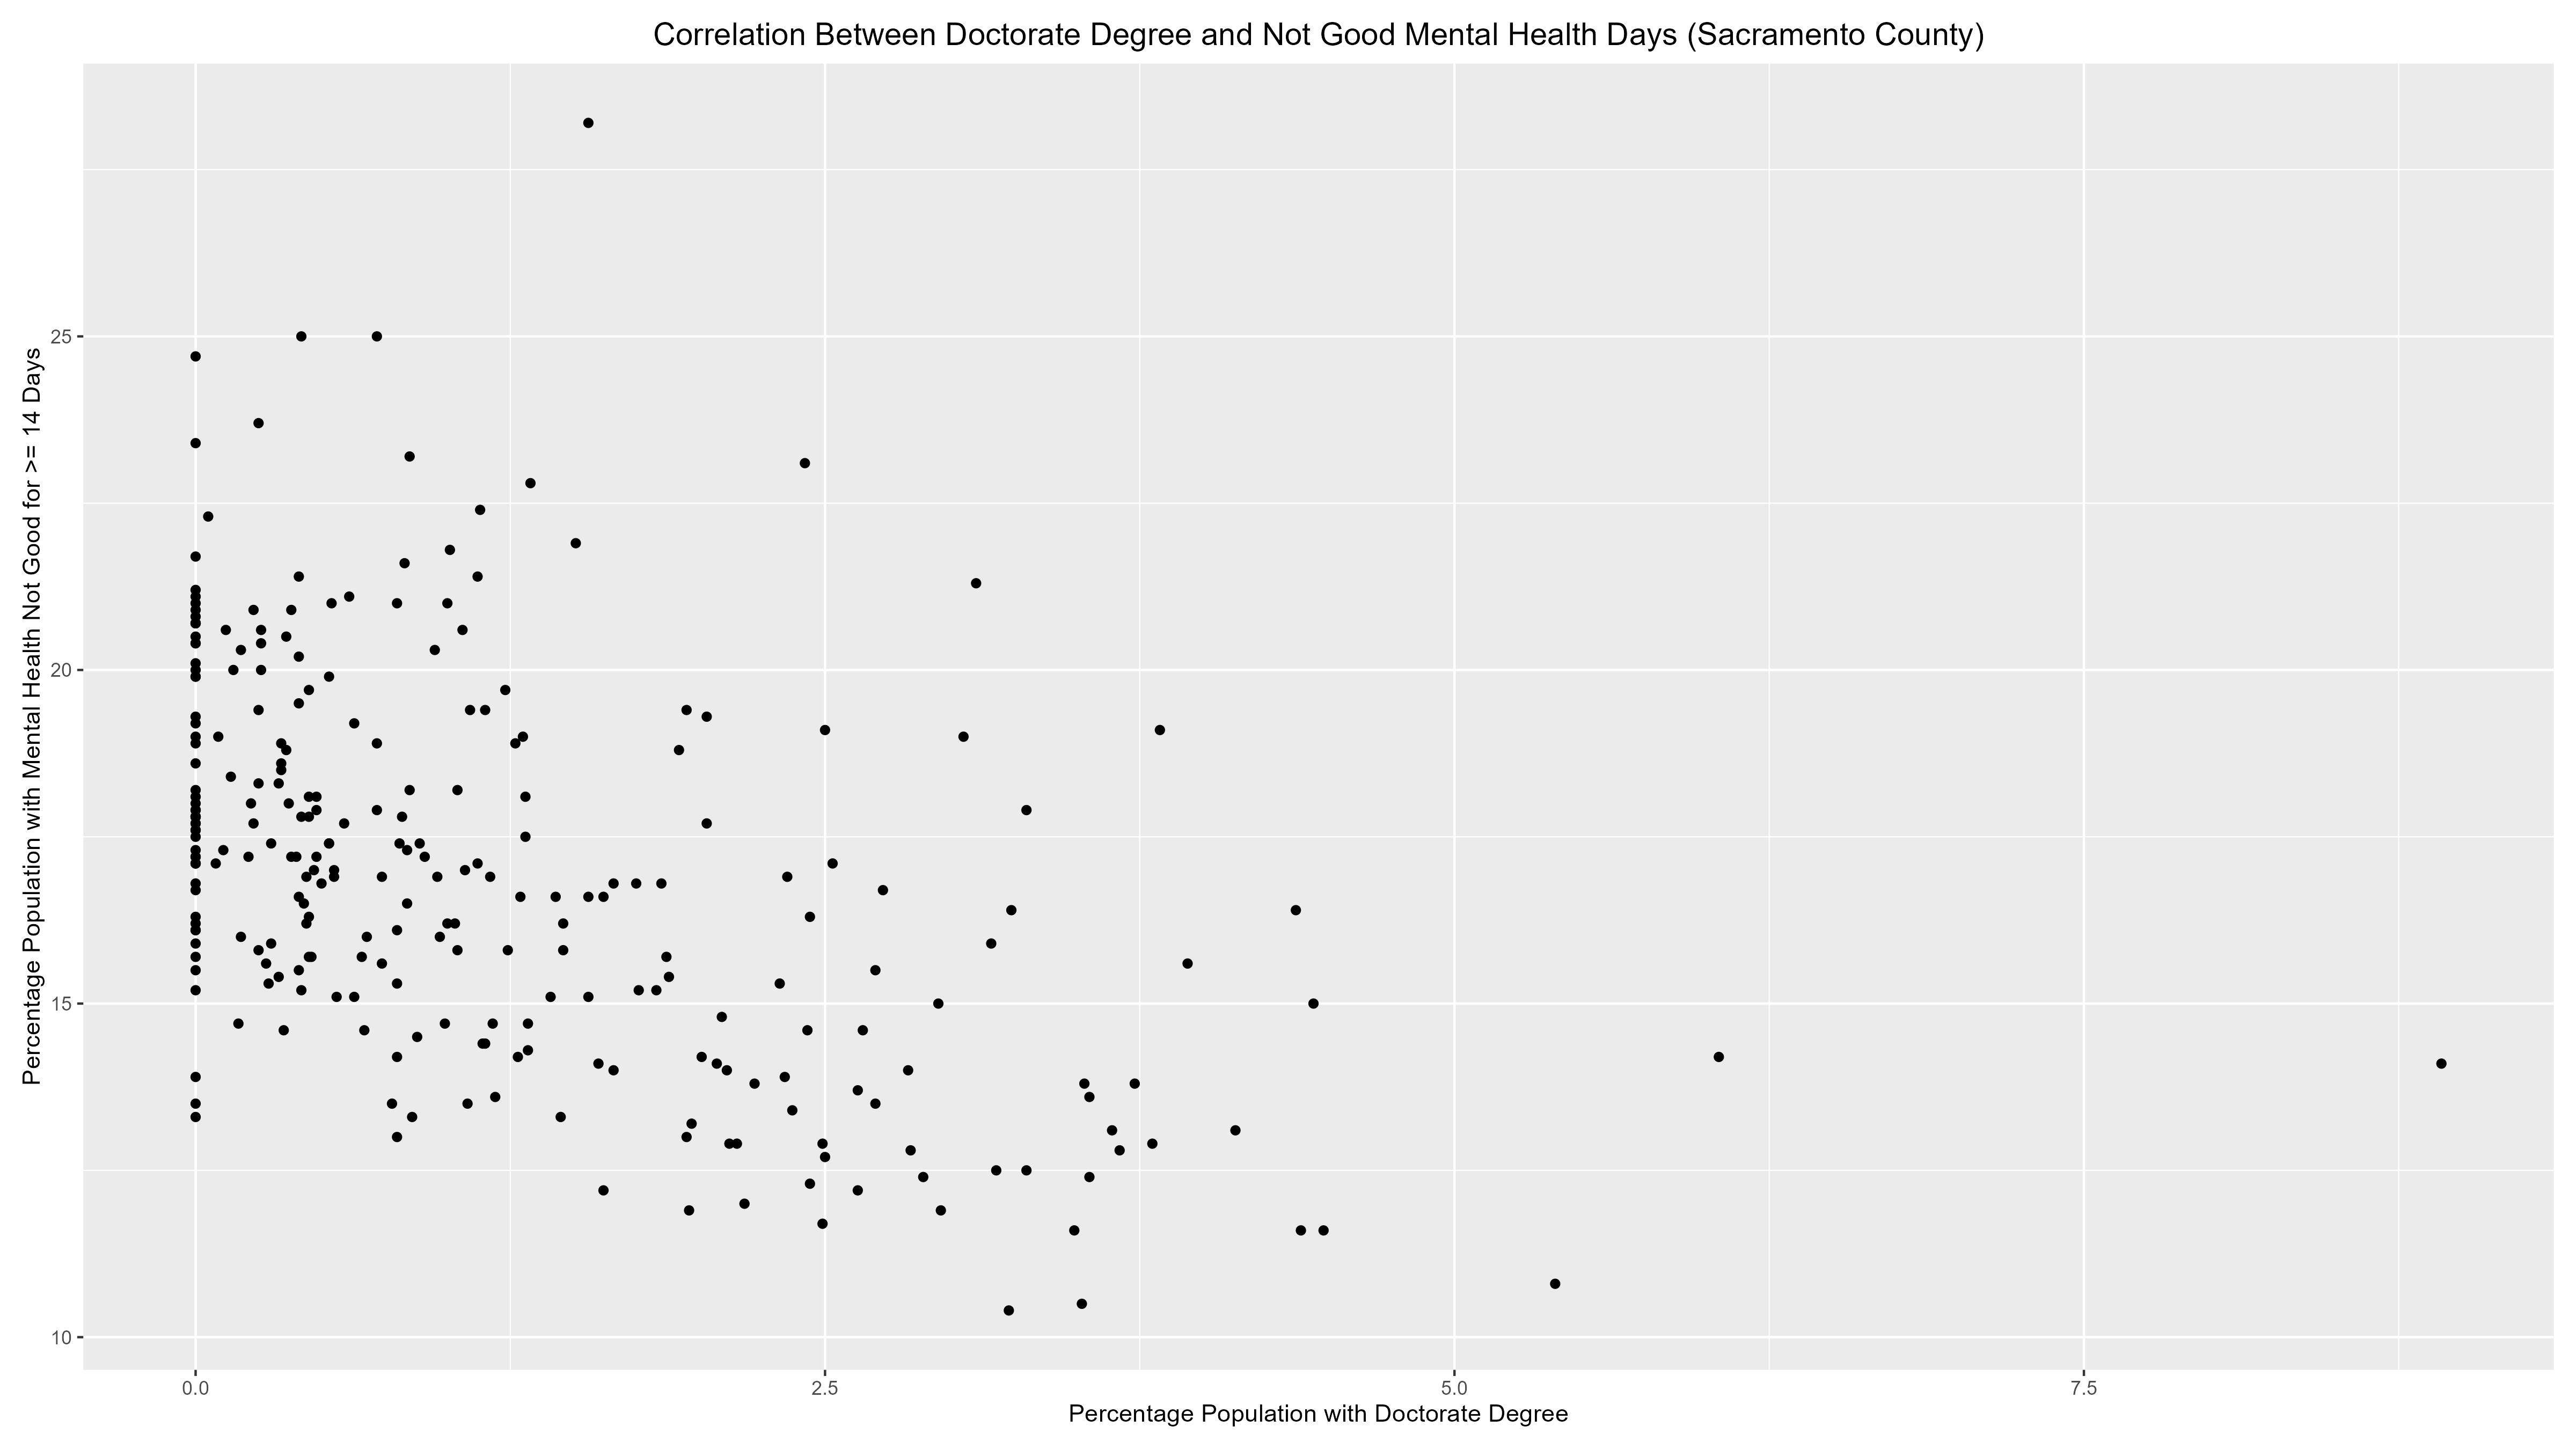 Correlation Between Doctorate Degree and Not Good Mental Health Days (Sacramento County)
Percentage Population with Mental Health Not Good for >= 14 Days
25
20
15
10
0.0
2.5
5.0
7.5
Percentage Population with Doctorate Degree